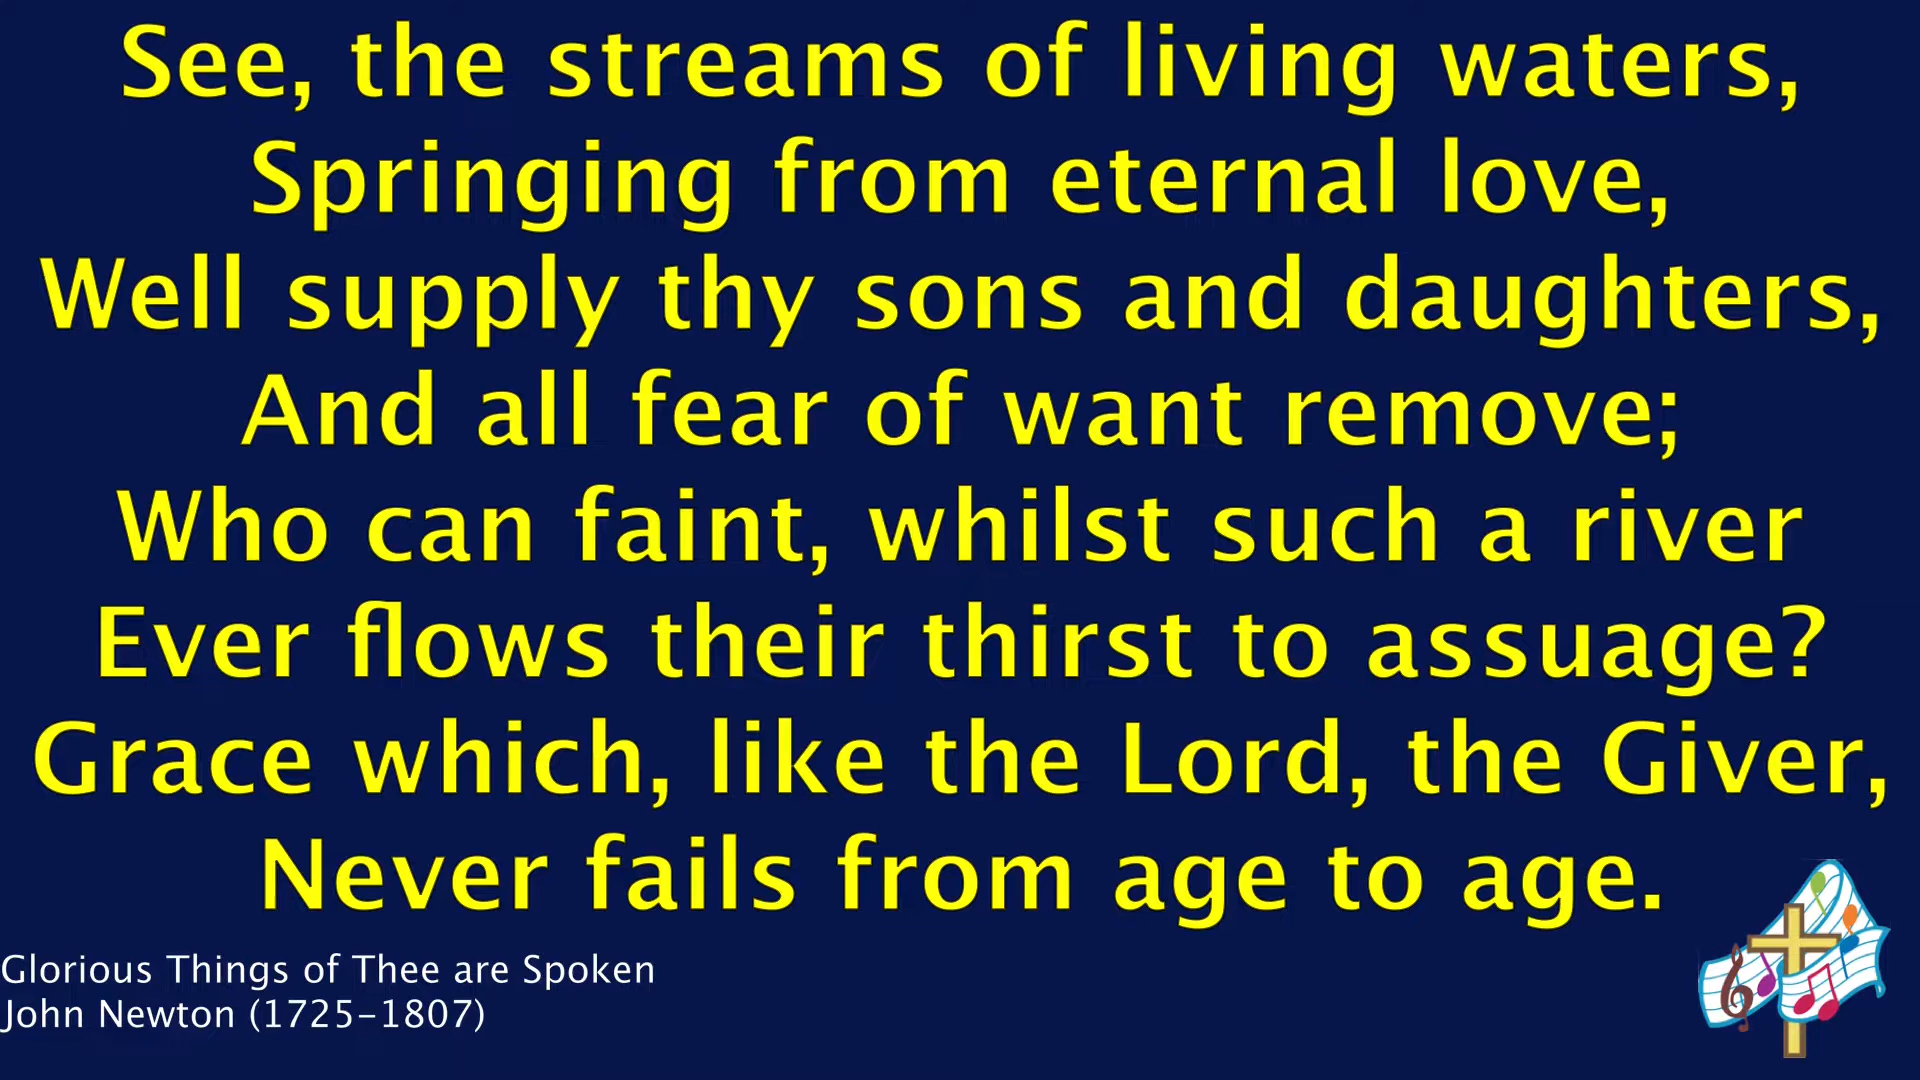 See, the streams of living waters,
Springing from eternal love,
Well supply thy sons and daughters,
And all fear of want remove;
Who can faint, whilst such a river
Ever flows their thirst to assuage?
Grace which, like the Lord, the Giver,
Never fails from age to age.
Glorious Things of Thee are Spoken
John Newton (1725-1807)